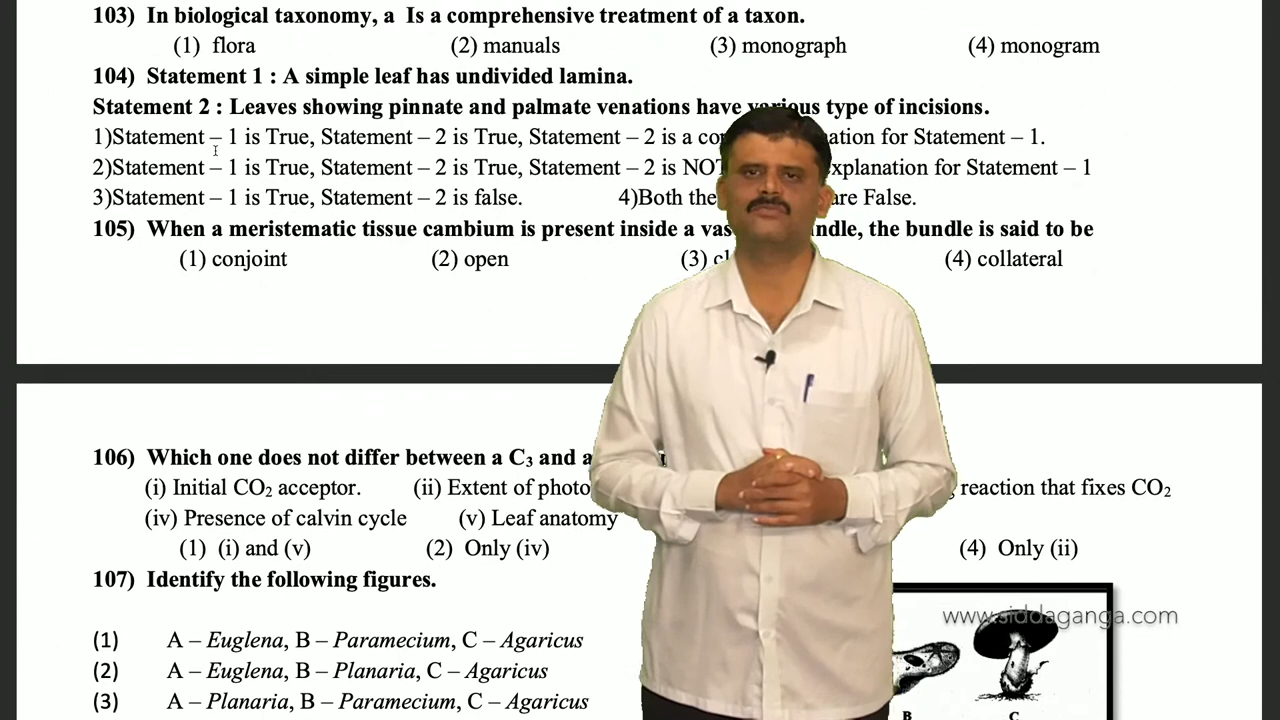 103) In biological taxonomy, a Is a comprehensive treatment of a taxon.
(1) flora (2) manuals (3) monograph (4) monogram
104) Statement 1 : A simple leaf has undivided lamina.
Statement 2 : Leaves showing pinnate and palmate venations have various type of incisions.
1)Statement – 1 is True, Statement – 2 is True, Statement – 2 is a for Statement – 1.
2)Statement – 1 is True, Statement – 2 is True, Statement – 2 is NOT explanation for Statement – 1
3)Statement – 1 is True, Statement – 2 is false. 4)Both the are False.
105) When a meristematic tissue cambium is present inside a bundle, the bundle is said to be
(1) conjoint (2) open (3) (4) collateral
106) Which one does not differ between a C₃ and
(i) Initial CO₂ acceptor. (ii) Extent of reaction that fixes CO₂
(iv) Presence of calvin cycle (v) Leaf anatomy
(1) (i) and (v) (2) Only (iv) (4) Only (ii)
107) Identify the following figures.
www.siddaganga.com
(1) A – Euglena, B – Paramecium, C – Agaricus
(2) A – Euglena, B – Planaria, C – Agaricus
(3) A – Planaria, B – Paramecium, C – Agaricus
B C